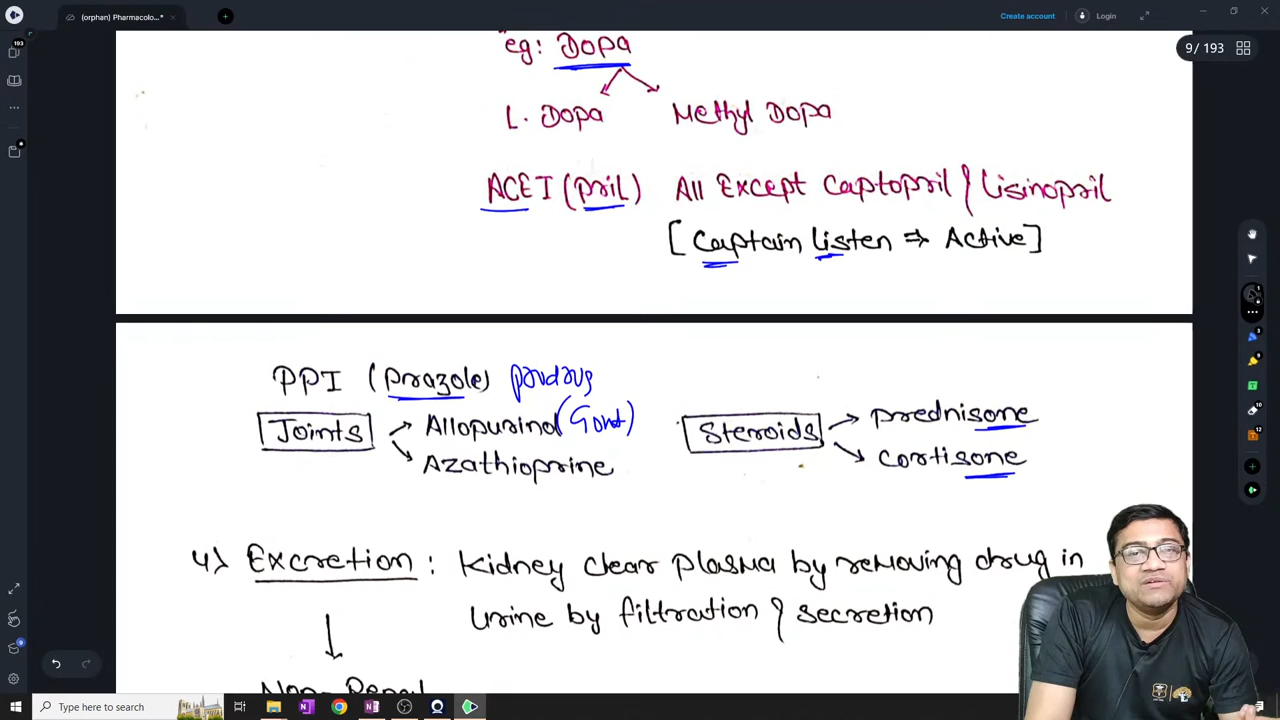 (orphan) Pharmacolo...*
Create account
Login
193
9 / 193
eg: Dopa
L. Dopa Methyl Dopa
ACEI (pril) All Except Captopril & Lisinopril
[Captain listen ⇒ Active]
PPI (prazole) prodrug
Joints Allopurinol (Gout)
Azathioprine
Steroids prednisone
cortisone
4) Excretion : Kidney clear plasma by removing drug in
urine by filtration & secretion
Non-Renal
Type here to search